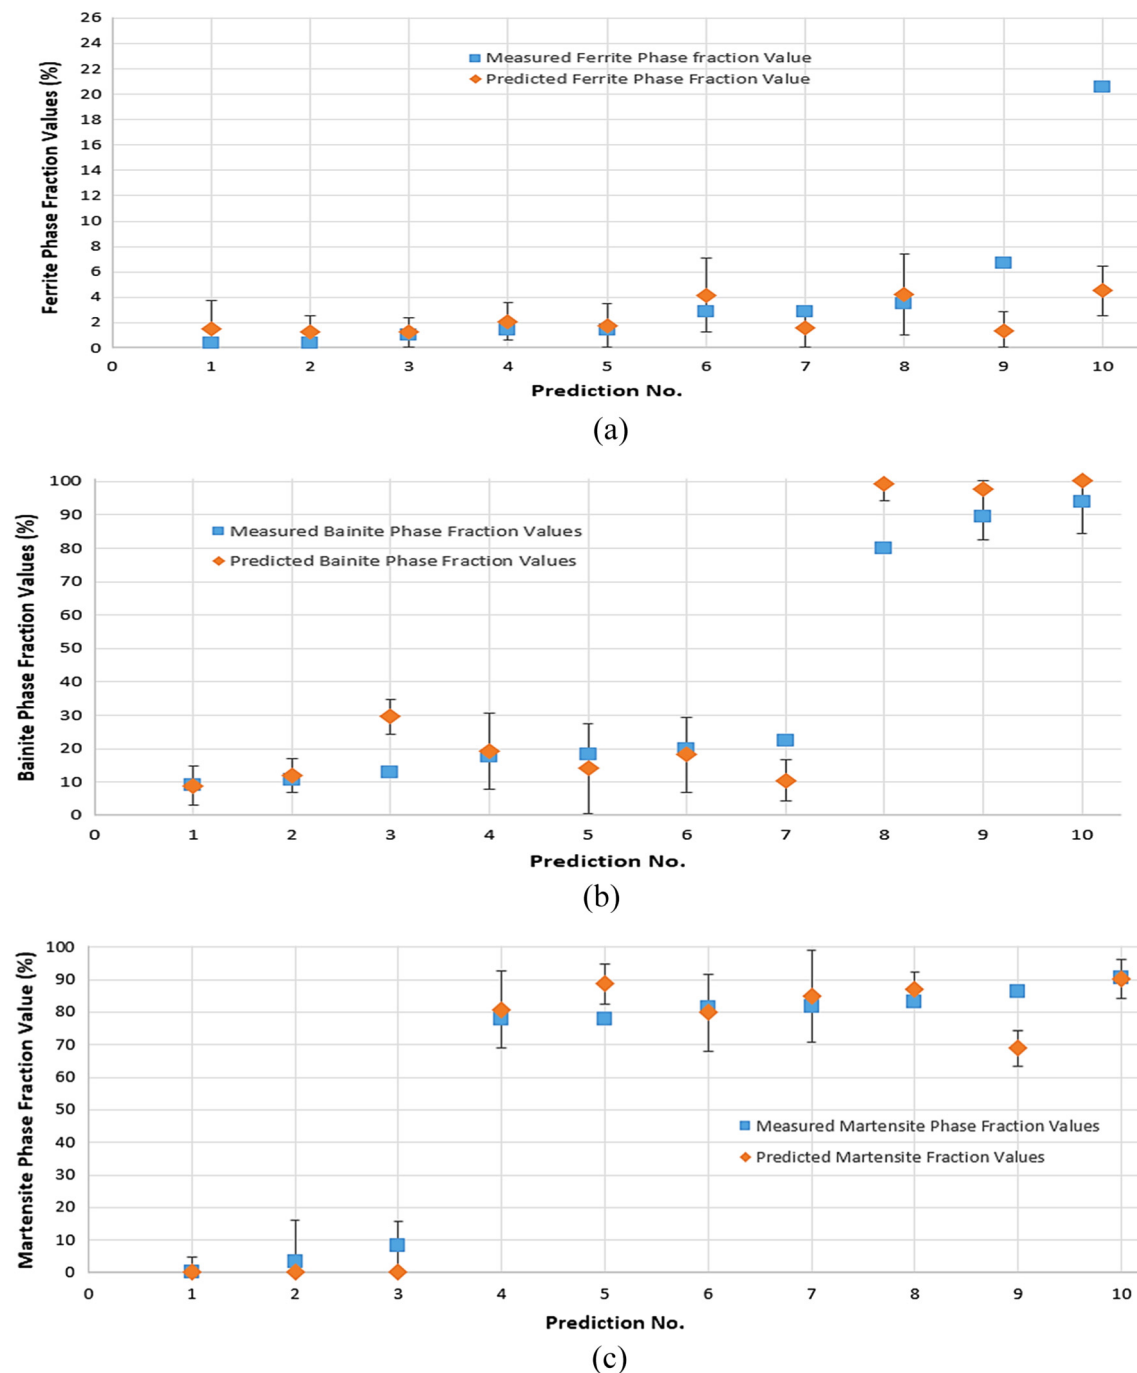 26
24
22
20
18
16
14
12
10
8
6
4
2
0
Ferrite Phase Fraction Values (%)
Measured Ferrite Phase fraction Value
Predicted Ferrite Phase Fraction Value
0 1 2 3 4 5 6 7 8 9 10
Prediction No.
(a)
100
90
80
70
60
50
40
30
20
10
0
Bainite Phase Fraction Values (%)
Measured Bainite Phase Fraction Values
Predicted Bainite Phase Fraction Values
0 1 2 3 4 5 6 7 8 9 10
Prediction No.
(b)
100
90
80
70
60
50
40
30
20
10
0
Martensite Phase Fraction Value (%)
Measured Martensite Phase Fraction Values
Predicted Martensite Fraction Values
0 1 2 3 4 5 6 7 8 9 10
Prediction No.
(c)